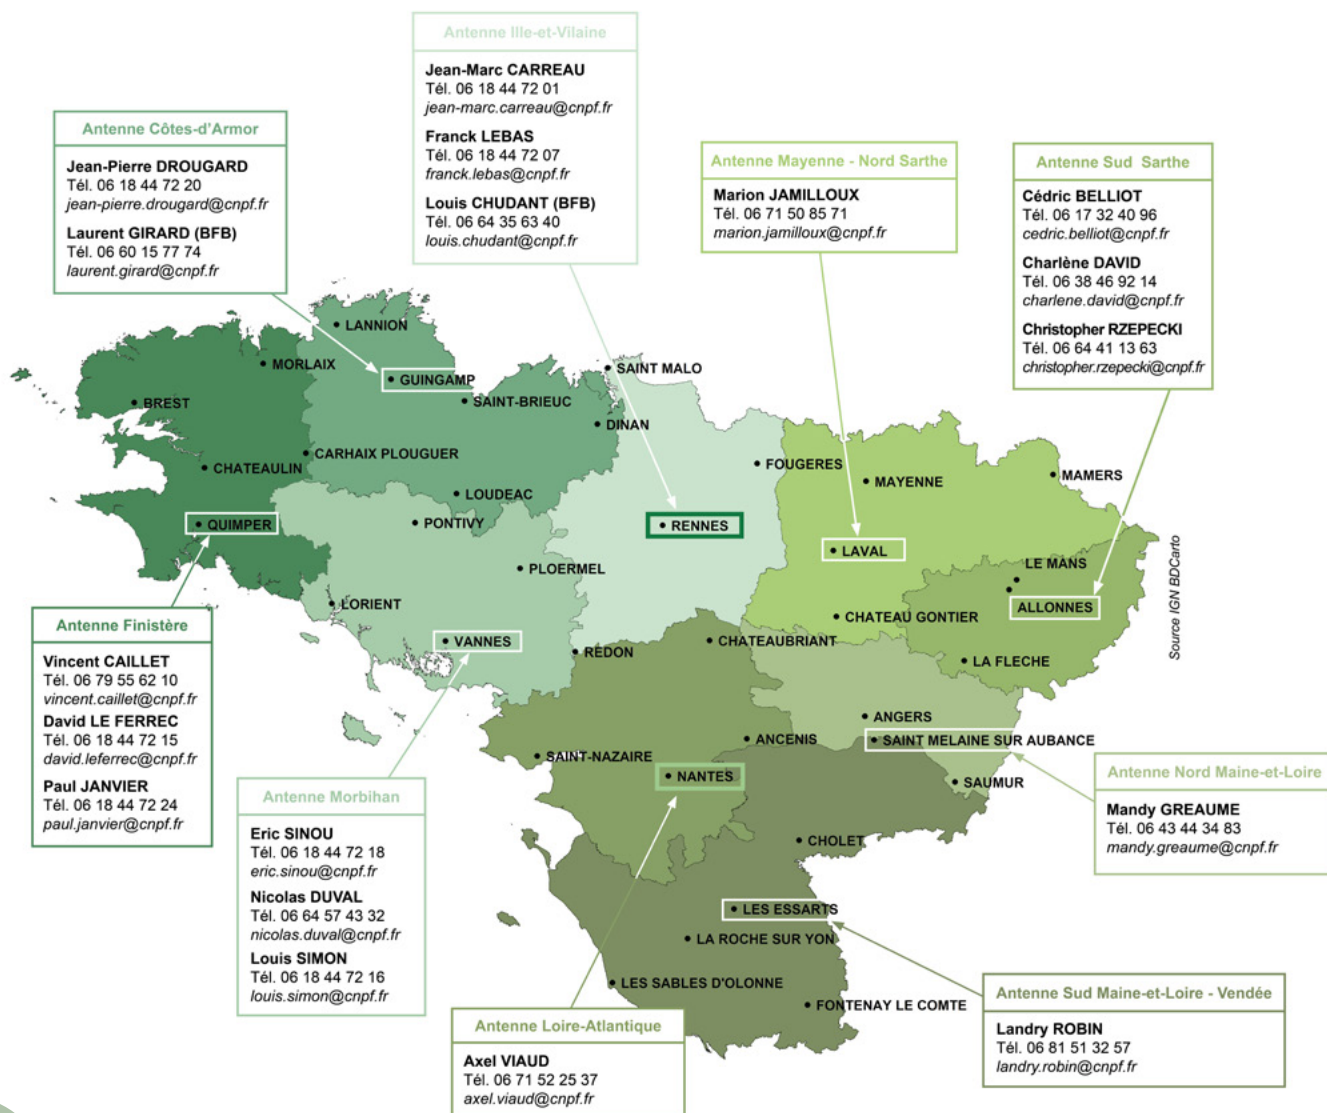 Antenne Ille-et-Vilaine
Jean-Marc CARREAU
Tél. 06 18 44 72 01
jean-marc.carreau@cnpf.fr
Franck LEBAS
Tél. 06 18 44 72 07
franck.lebas@cnpf.fr
Louis CHUDANT (BFB)
Tél. 06 64 35 63 40
louis.chudant@cnpf.fr
Antenne Côtes-d'Armor
Jean-Pierre DROUGARD
Tél. 06 18 44 72 20
jean-pierre.drougard@cnpf.fr
Laurent GIRARD (BFB)
Tél. 06 60 15 77 74
laurent.girard@cnpf.fr
Antenne Mayenne - Nord Sarthe
Marion JAMILLOUX
Tél. 06 71 50 85 71
marion.jamilloux@cnpf.fr
Antenne Sud Sarthe
Cédric BELLIOT
Tél. 06 17 32 40 96
cedric.belliot@cnpf.fr
Charlène DAVID
Tél. 06 38 46 92 14
charlene.david@cnpf.fr
Christopher RZEPECKI
Tél. 06 64 41 13 63
christopher.rzepecki@cnpf.fr
LANNION
MORLAIX
GUINGAMP
SAINT MALO
BREST
SAINT-BRIEUC
DINAN
CARHAIX PLOUGUER
CHATEAULIN
FOUGERES
MAYENNE
MAMERS
LOUDEAC
QUIMPER
PONTIVY
RENNES
LAVAL
PLOERMEL
LE MANS
ALLONNES
LORIENT
CHATEAU GONTIER
VANNES
REDON
CHATEAUBRIANT
LA FLECHE
Source IGN BDCarto
ANGERS
ANCENIS
SAINT MELAINE SUR AUBANCE
SAINT-NAZAIRE
NANTES
SAUMUR
CHOLET
LES ESSARTS
LA ROCHE SUR YON
LES SABLES D'OLONNE
FONTENAY LE COMTE
Antenne Finistère
Vincent CAILLET
Tél. 06 79 55 62 10
vincent.caillet@cnpf.fr
David LE FERREC
Tél. 06 18 44 72 15
david.leferrec@cnpf.fr
Paul JANVIER
Tél. 06 18 44 72 24
paul.janvier@cnpf.fr
Antenne Morbihan
Eric SINOU
Tél. 06 18 44 72 18
eric.sinou@cnpf.fr
Nicolas DUVAL
Tél. 06 64 57 43 32
nicolas.duval@cnpf.fr
Louis SIMON
Tél. 06 18 44 72 16
louis.simon@cnpf.fr
Antenne Nord Maine-et-Loire
Mandy GREAUME
Tél. 06 43 44 34 83
mandy.greaume@cnpf.fr
Antenne Sud Maine-et-Loire - Vendée
Landry ROBIN
Tél. 06 81 51 32 57
landry.robin@cnpf.fr
Antenne Loire-Atlantique
Axel VIAUD
Tél. 06 71 52 25 37
axel.viaud@cnpf.fr